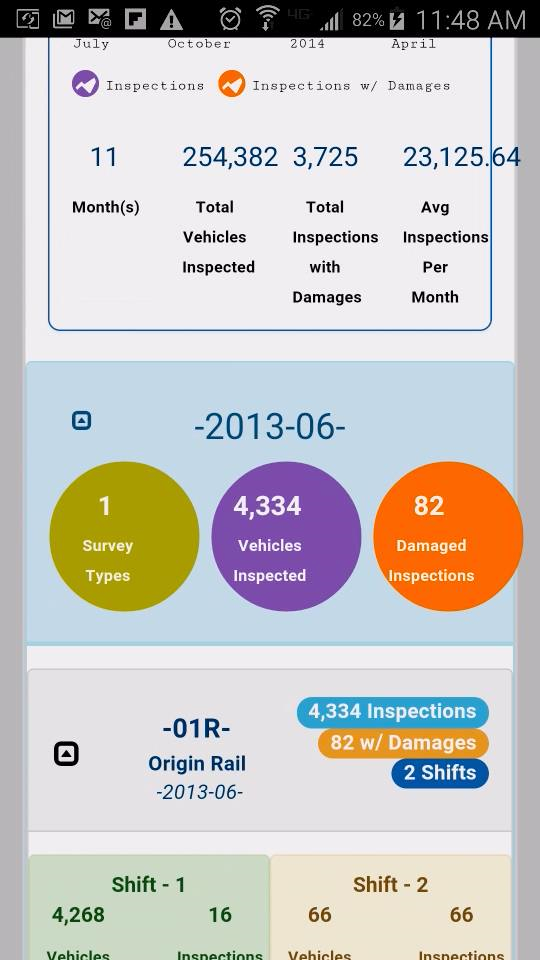 4G 82% 11:48 AM
July October 2014 April
Inspections Inspections w/ Damages
11 254,382 3,725 23,125.64
Month(s) Total Total Avg
Vehicles Inspections Inspections
Inspected with Per
Damages Month
-2013-06-
1 4,334 82
Survey Vehicles Damaged
Types Inspected Inspections
4,334 Inspections
-01R-
82 w/ Damages
Origin Rail
2 Shifts
-2013-06-
Shift - 1 Shift - 2
4,268 16 66 66
Vehicles Inspections Vehicles Inspections